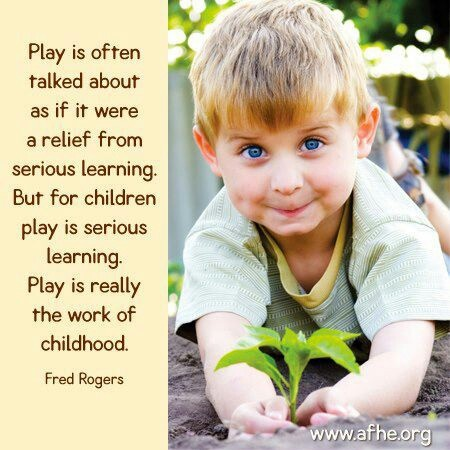 Play is often
talked about
as if it were
a relief from
serious learning.
But for children
play is serious
learning.
Play is really
the work of
childhood.
Fred Rogers
www.afhe.org